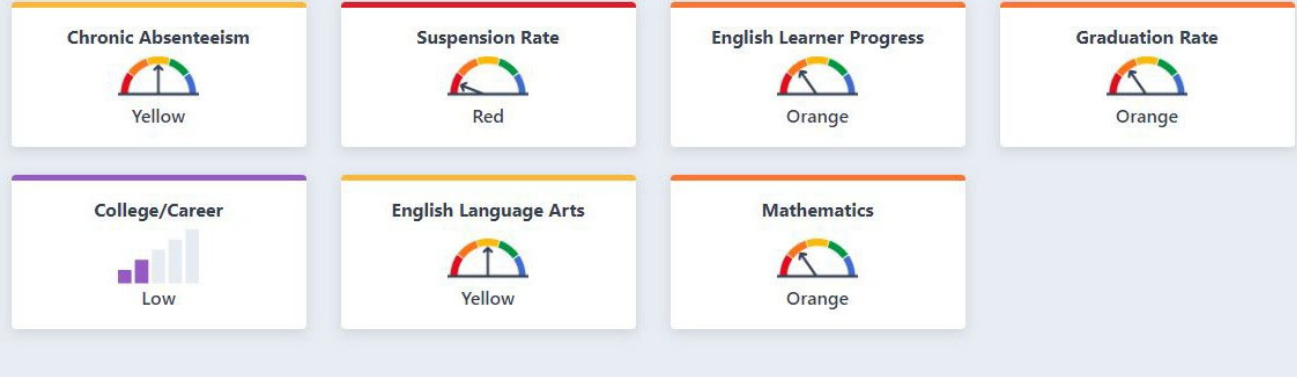 Chronic Absenteeism
Yellow
Suspension Rate
Red
English Learner Progress
Orange
Graduation Rate
Orange
College/Career
Low
English Language Arts
Yellow
Mathematics
Orange